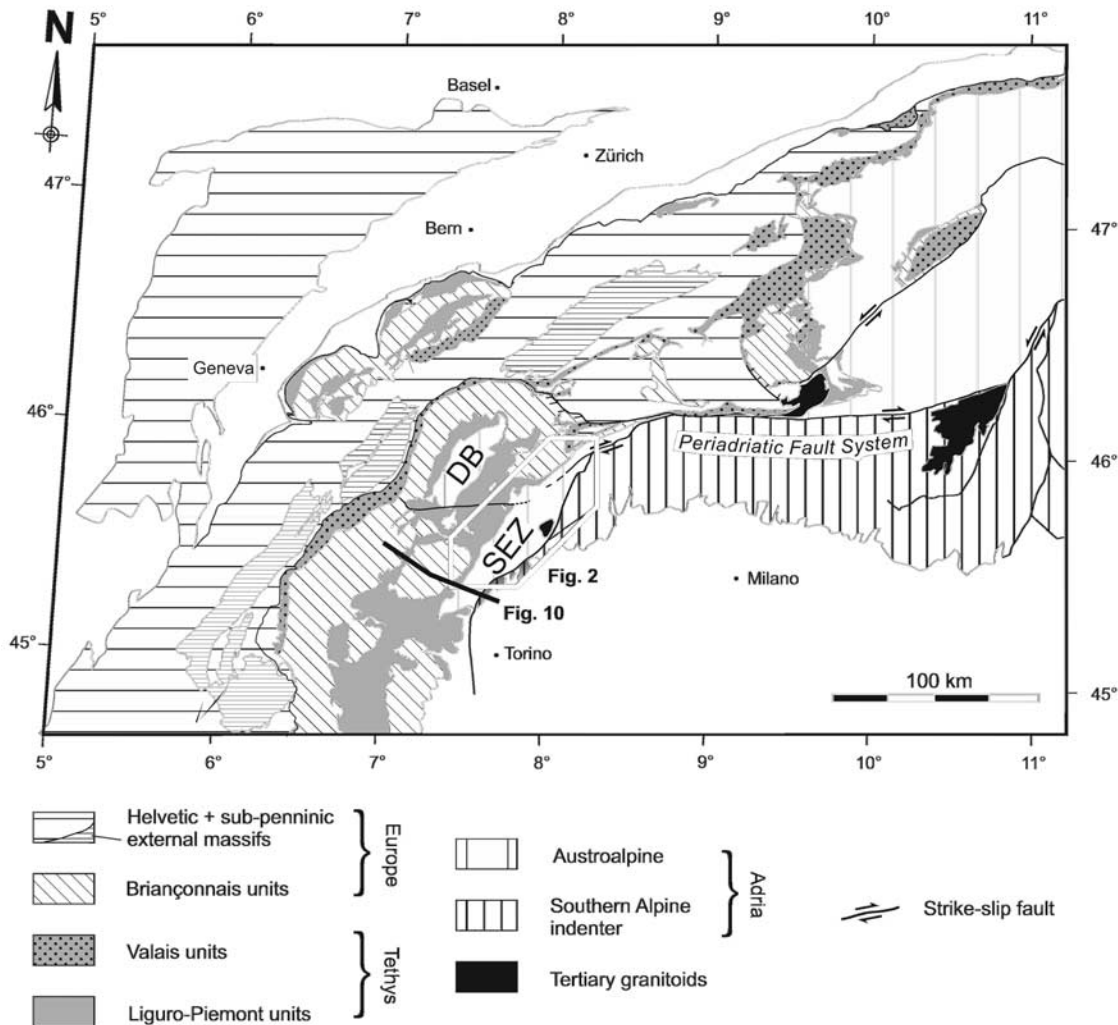 5° 6° 7° 8° 9° 10° 11°
N
Basel
Zürich
47°
Bern
47°
Geneva
46°
DB
Periadriatic Fault System
46°
SEZ
Fig. 2
Milano
Fig. 10
45°
Torino
100 km
45°
5° 6° 7° 8° 9° 10° 11°
Helvetic + sub-penninic
external massifs
Europe
Briançonnais units
Valais units
Tethys
Liguro-Piemont units
Austroalpine
Adria
Southern Alpine
indenter
Tertiary granitoids
Strike-slip fault